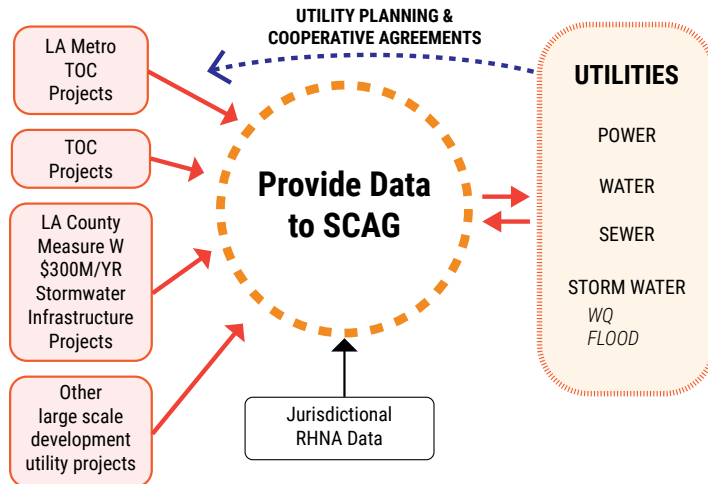 UTILITY PLANNING &
COOPERATIVE AGREEMENTS
LA Metro
TOC
Projects
TOC
Projects
LA County
Measure W
$300M/YR
Stormwater
Infrastructure
Projects
Other
large scale
development
utility projects
Provide Data
to SCAG
Jurisdictional
RHNA Data
UTILITIES
POWER
WATER
SEWER
STORM WATER
WQ
FLOOD